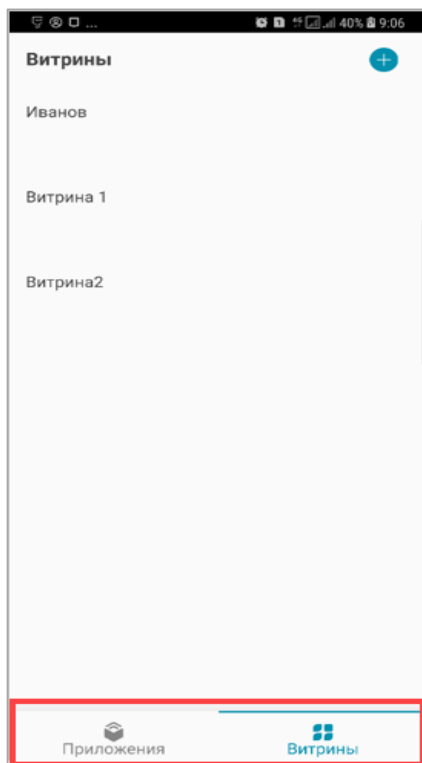 ... 40% 9:06
Витрины
Иванов
Витрина 1
Витрина2
Приложения Витрины